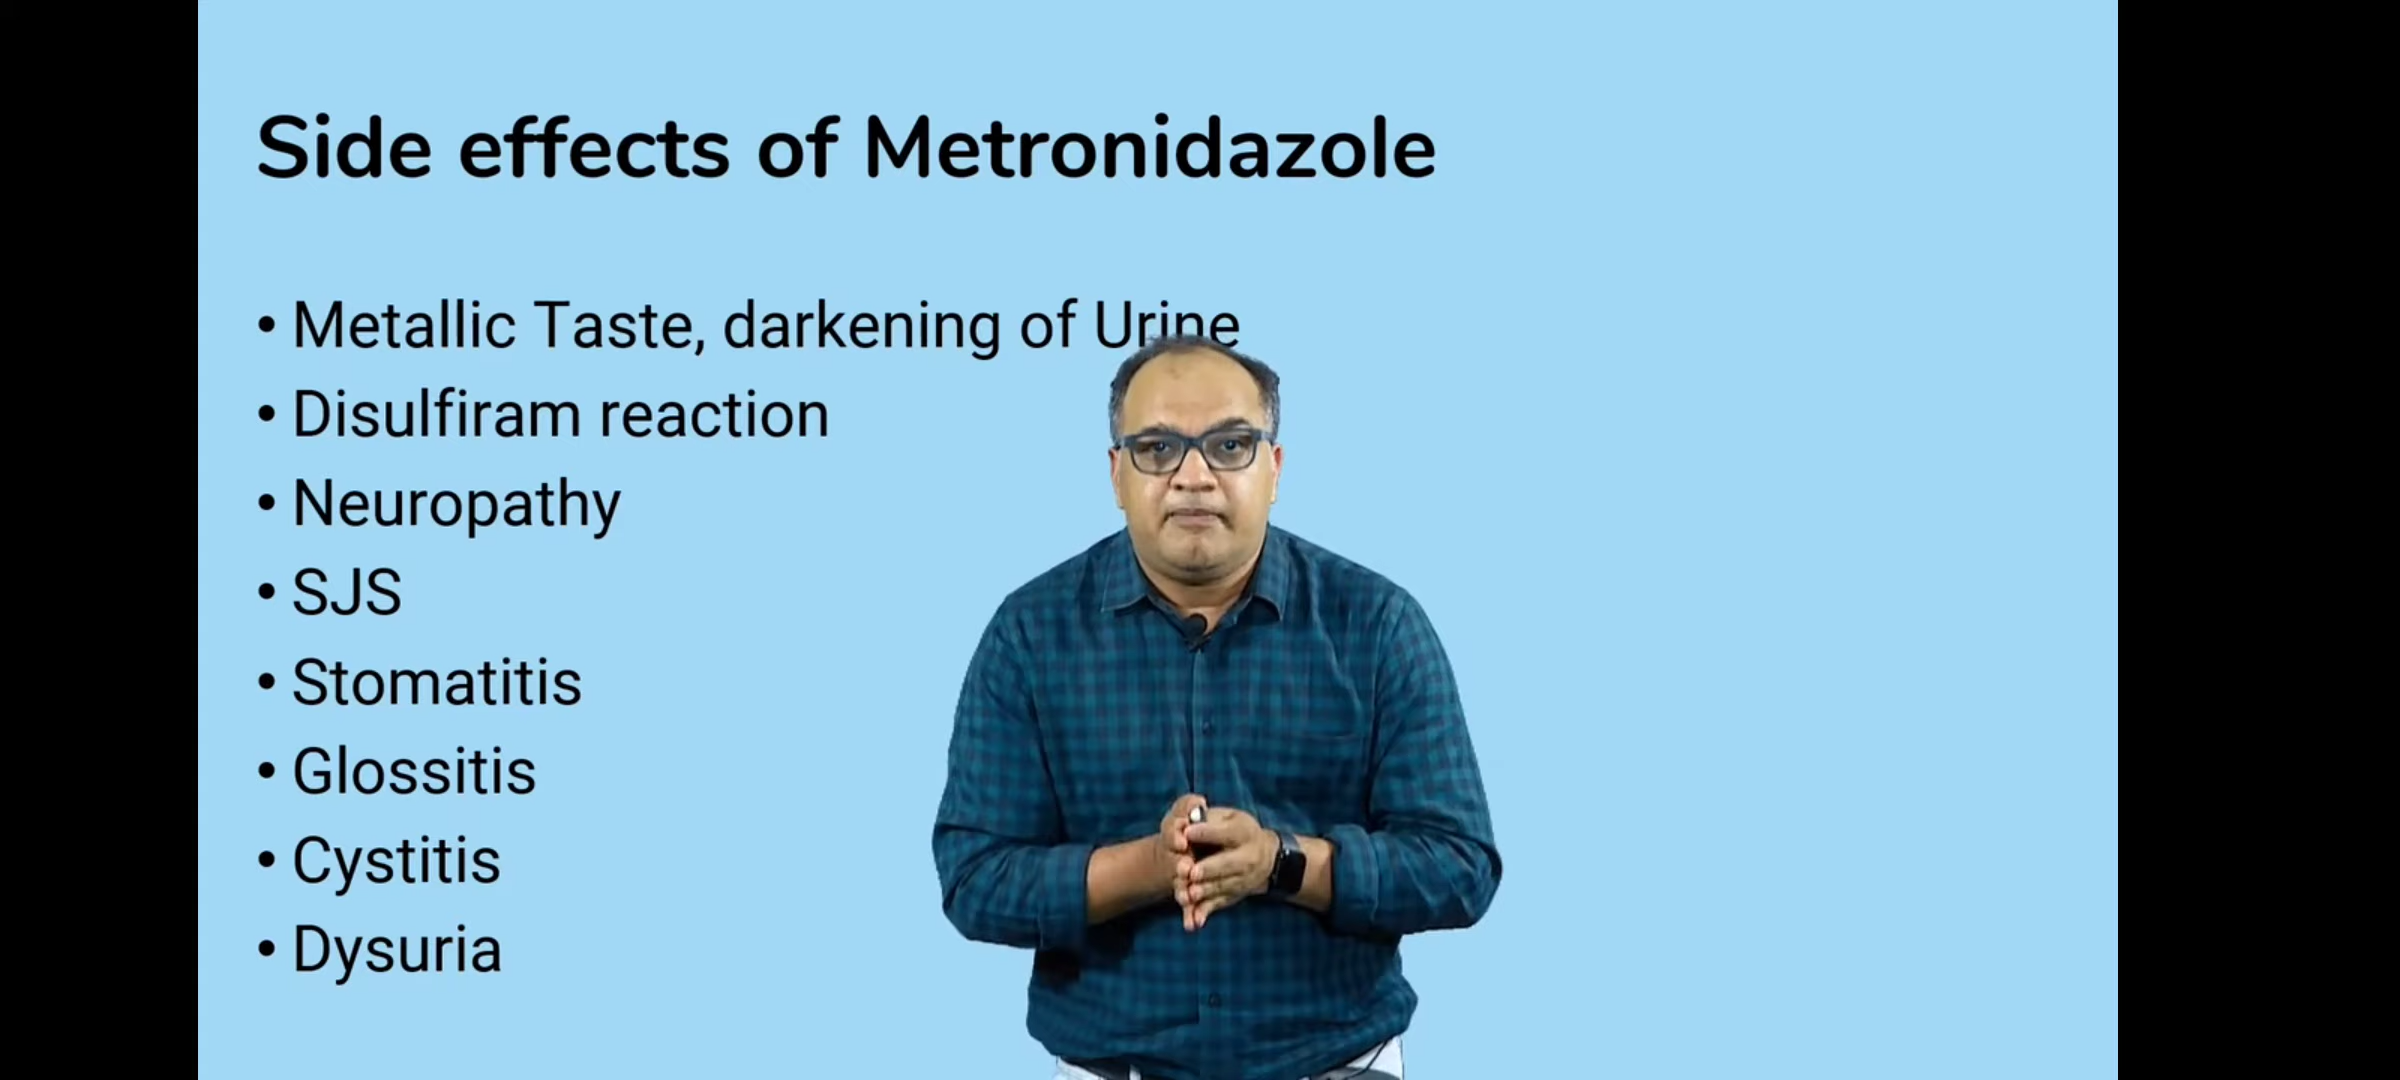 Side effects of Metronidazole
• Metallic Taste, darkening of Urine
• Disulfiram reaction
• Neuropathy
• SJS
• Stomatitis
• Glossitis
• Cystitis
• Dysuria